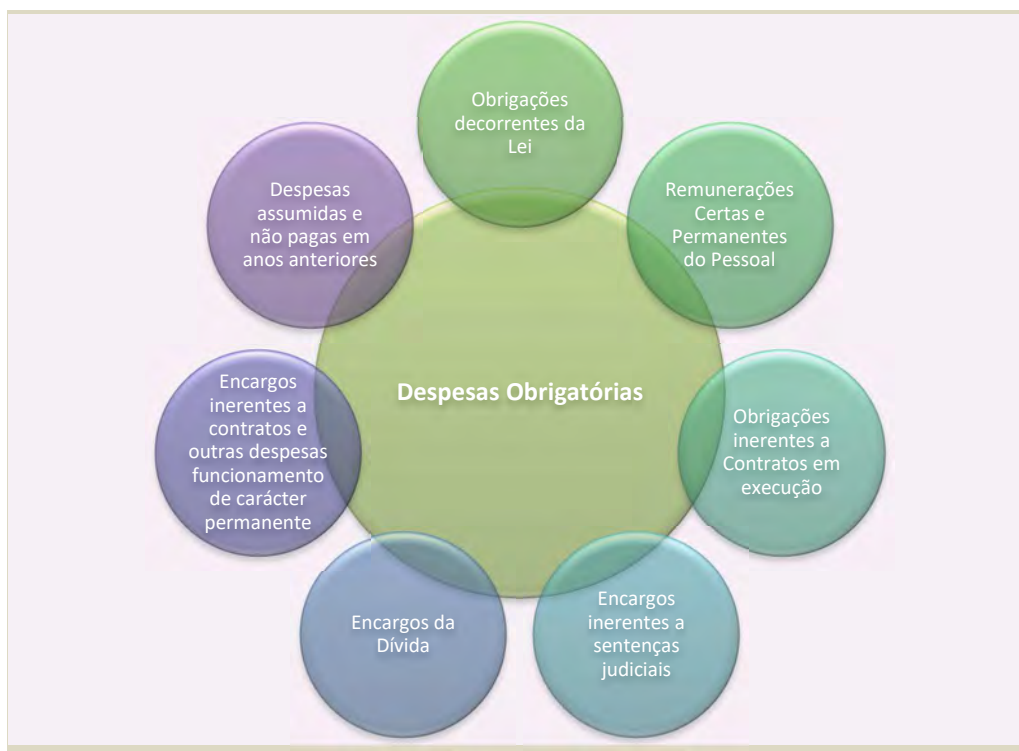 Obrigações
decorrentes da
Lei
Remunerações
Certas e
Permanentes
do Pessoal
Obrigações
inerentes a
Contratos em
execução
Encargos
inerentes a
sentenças
judiciais
Encargos da
Dívida
Encargos
inerentes a
contratos e
outras despesas
funcionamento
de carácter
permanente
Despesas
assumidas e
não pagas em
anos anteriores
Despesas Obrigatórias